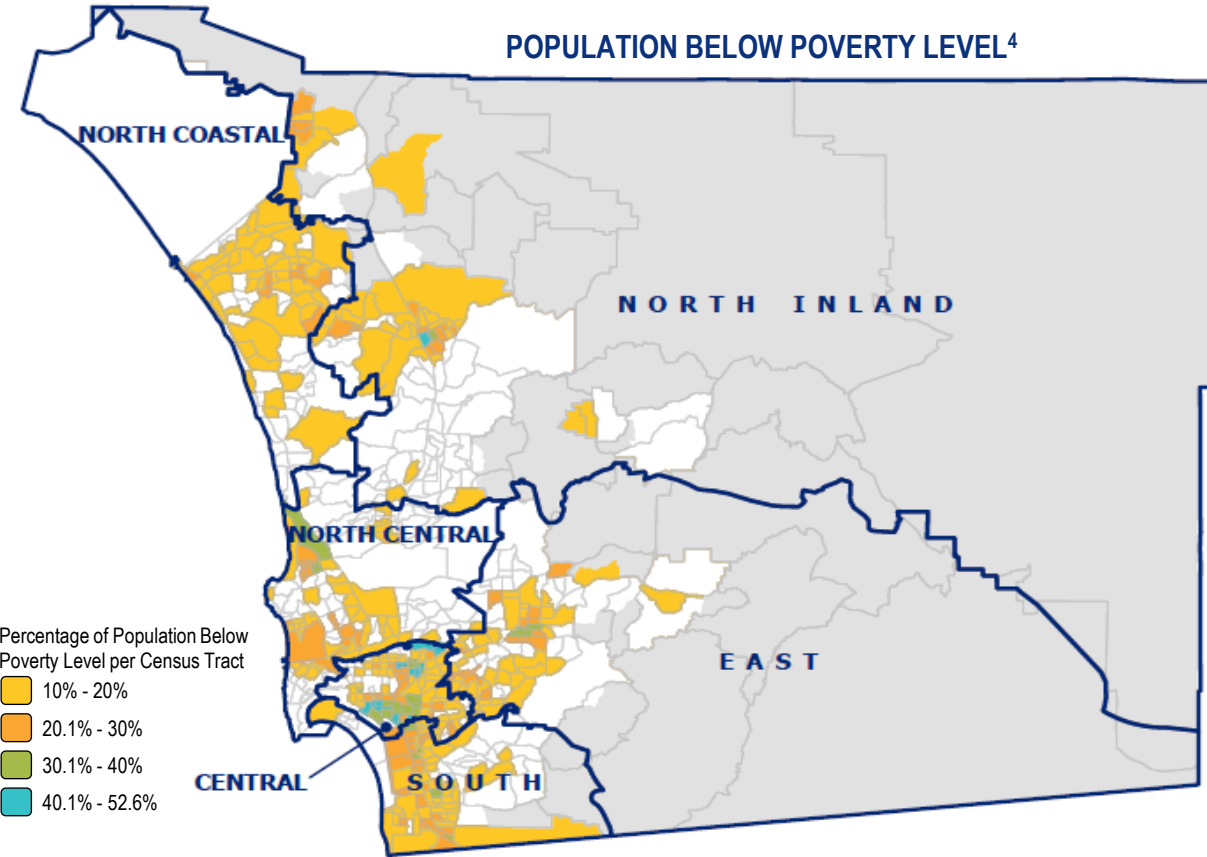 POPULATION BELOW POVERTY LEVEL4
NORTH COASTAL
NORTH INLAND
NORTH CENTRAL
EAST
CENTRAL
SOUTH
Percentage of Population Below
Poverty Level per Census Tract
10% - 20%
20.1% - 30%
30.1% - 40%
40.1% - 52.6%